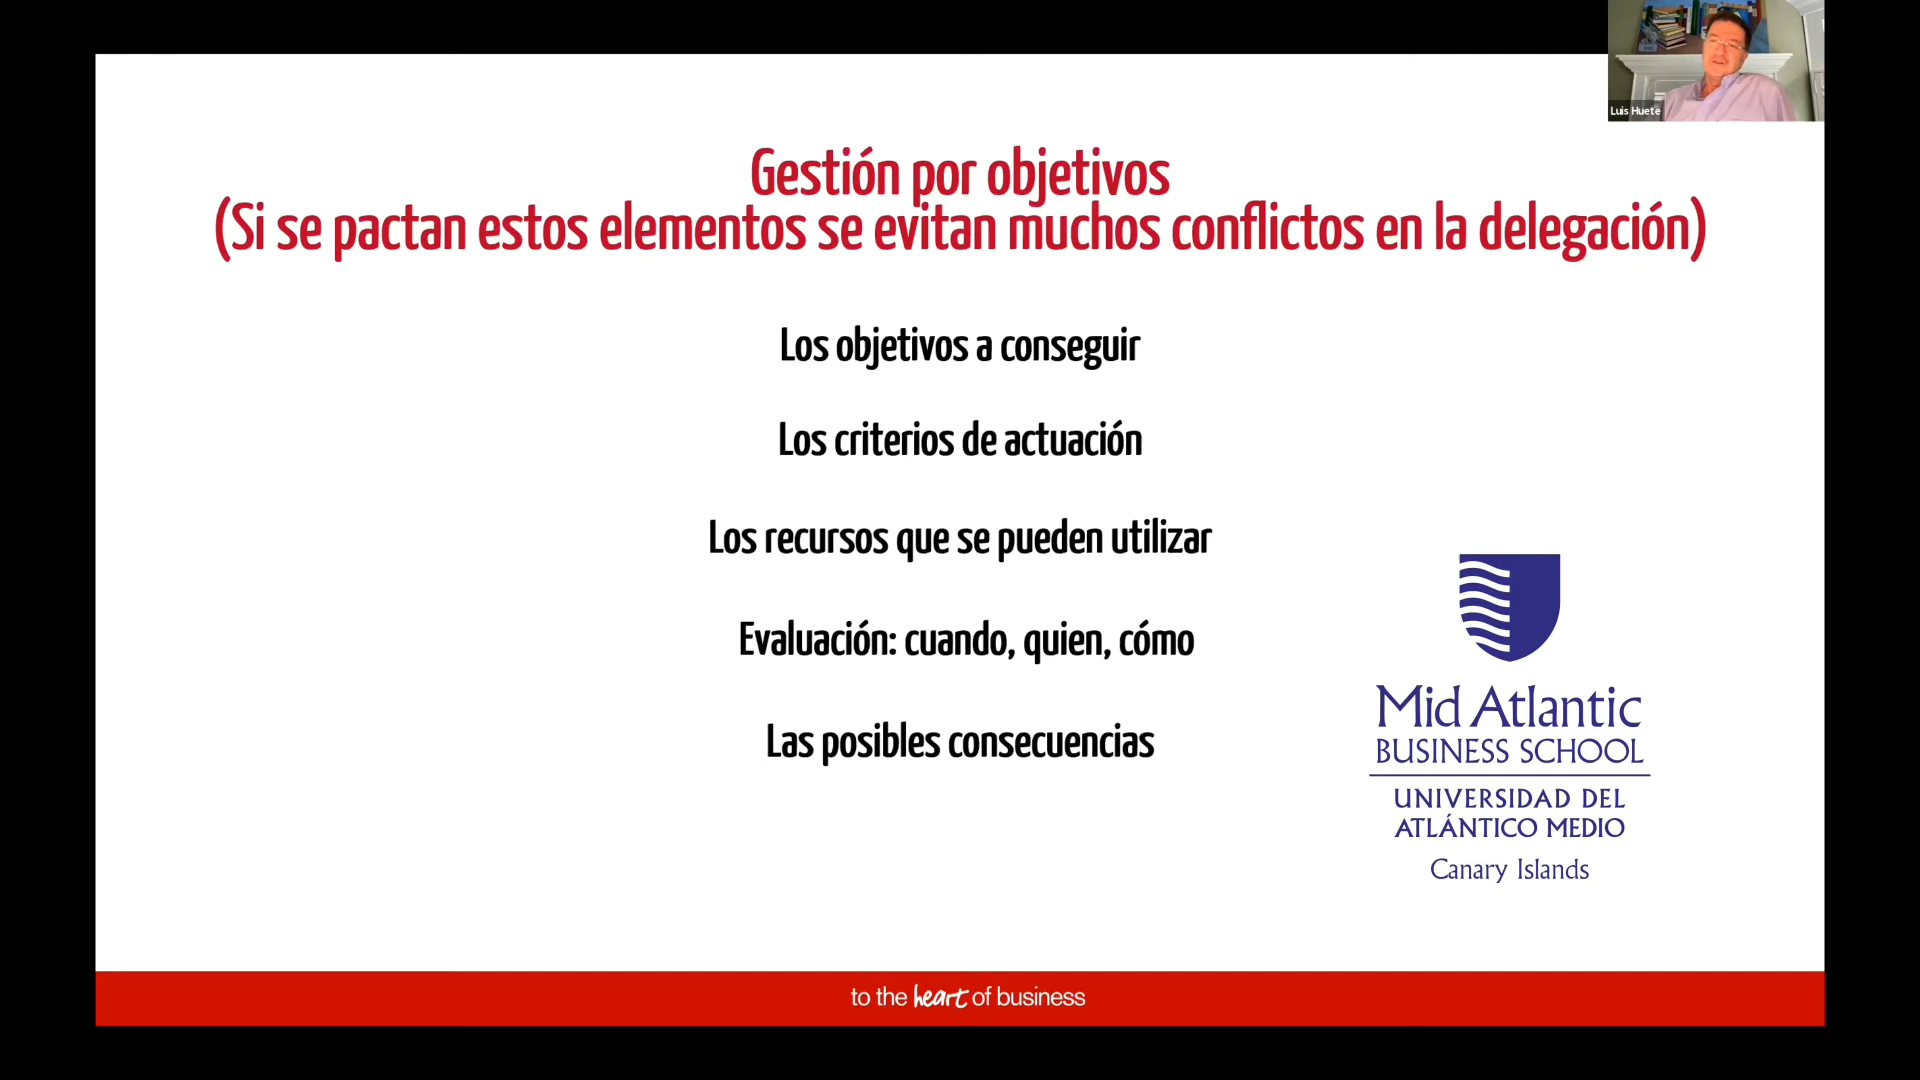 Luis Huete
Gestión por objetivos
(Si se pactan estos elementos se evitan muchos conflictos en la delegación)
Los objetivos a conseguir
Los criterios de actuación
Los recursos que se pueden utilizar
Evaluación: cuando, quien, cómo
Las posibles consecuencias
Mid Atlantic
BUSINESS SCHOOL
UNIVERSIDAD DEL
ATLÁNTICO MEDIO
Canary Islands
to the heart of business